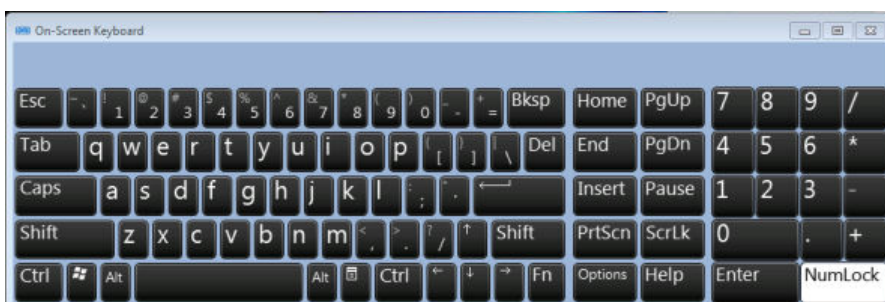 On-Screen Keyboard
Esc ~ ` ! 1 @ 2 # 3 $ 4 % 5 ^ 6 & 7 * 8 ( 9 ) 0 _ - + = Bksp Home PgUp 7 8 9 /
Tab q w e r t y u i o p { [ } ] | \ Del End PgDn 4 5 6 *
Caps a s d f g h j k l : ; " ' Insert Pause 1 2 3 -
Shift z x c v b n m < , > . ? / ↑ Shift PrtScn ScrLk 0 . +
Ctrl Alt Alt Ctrl ← ↓ → Fn Options Help Enter NumLock